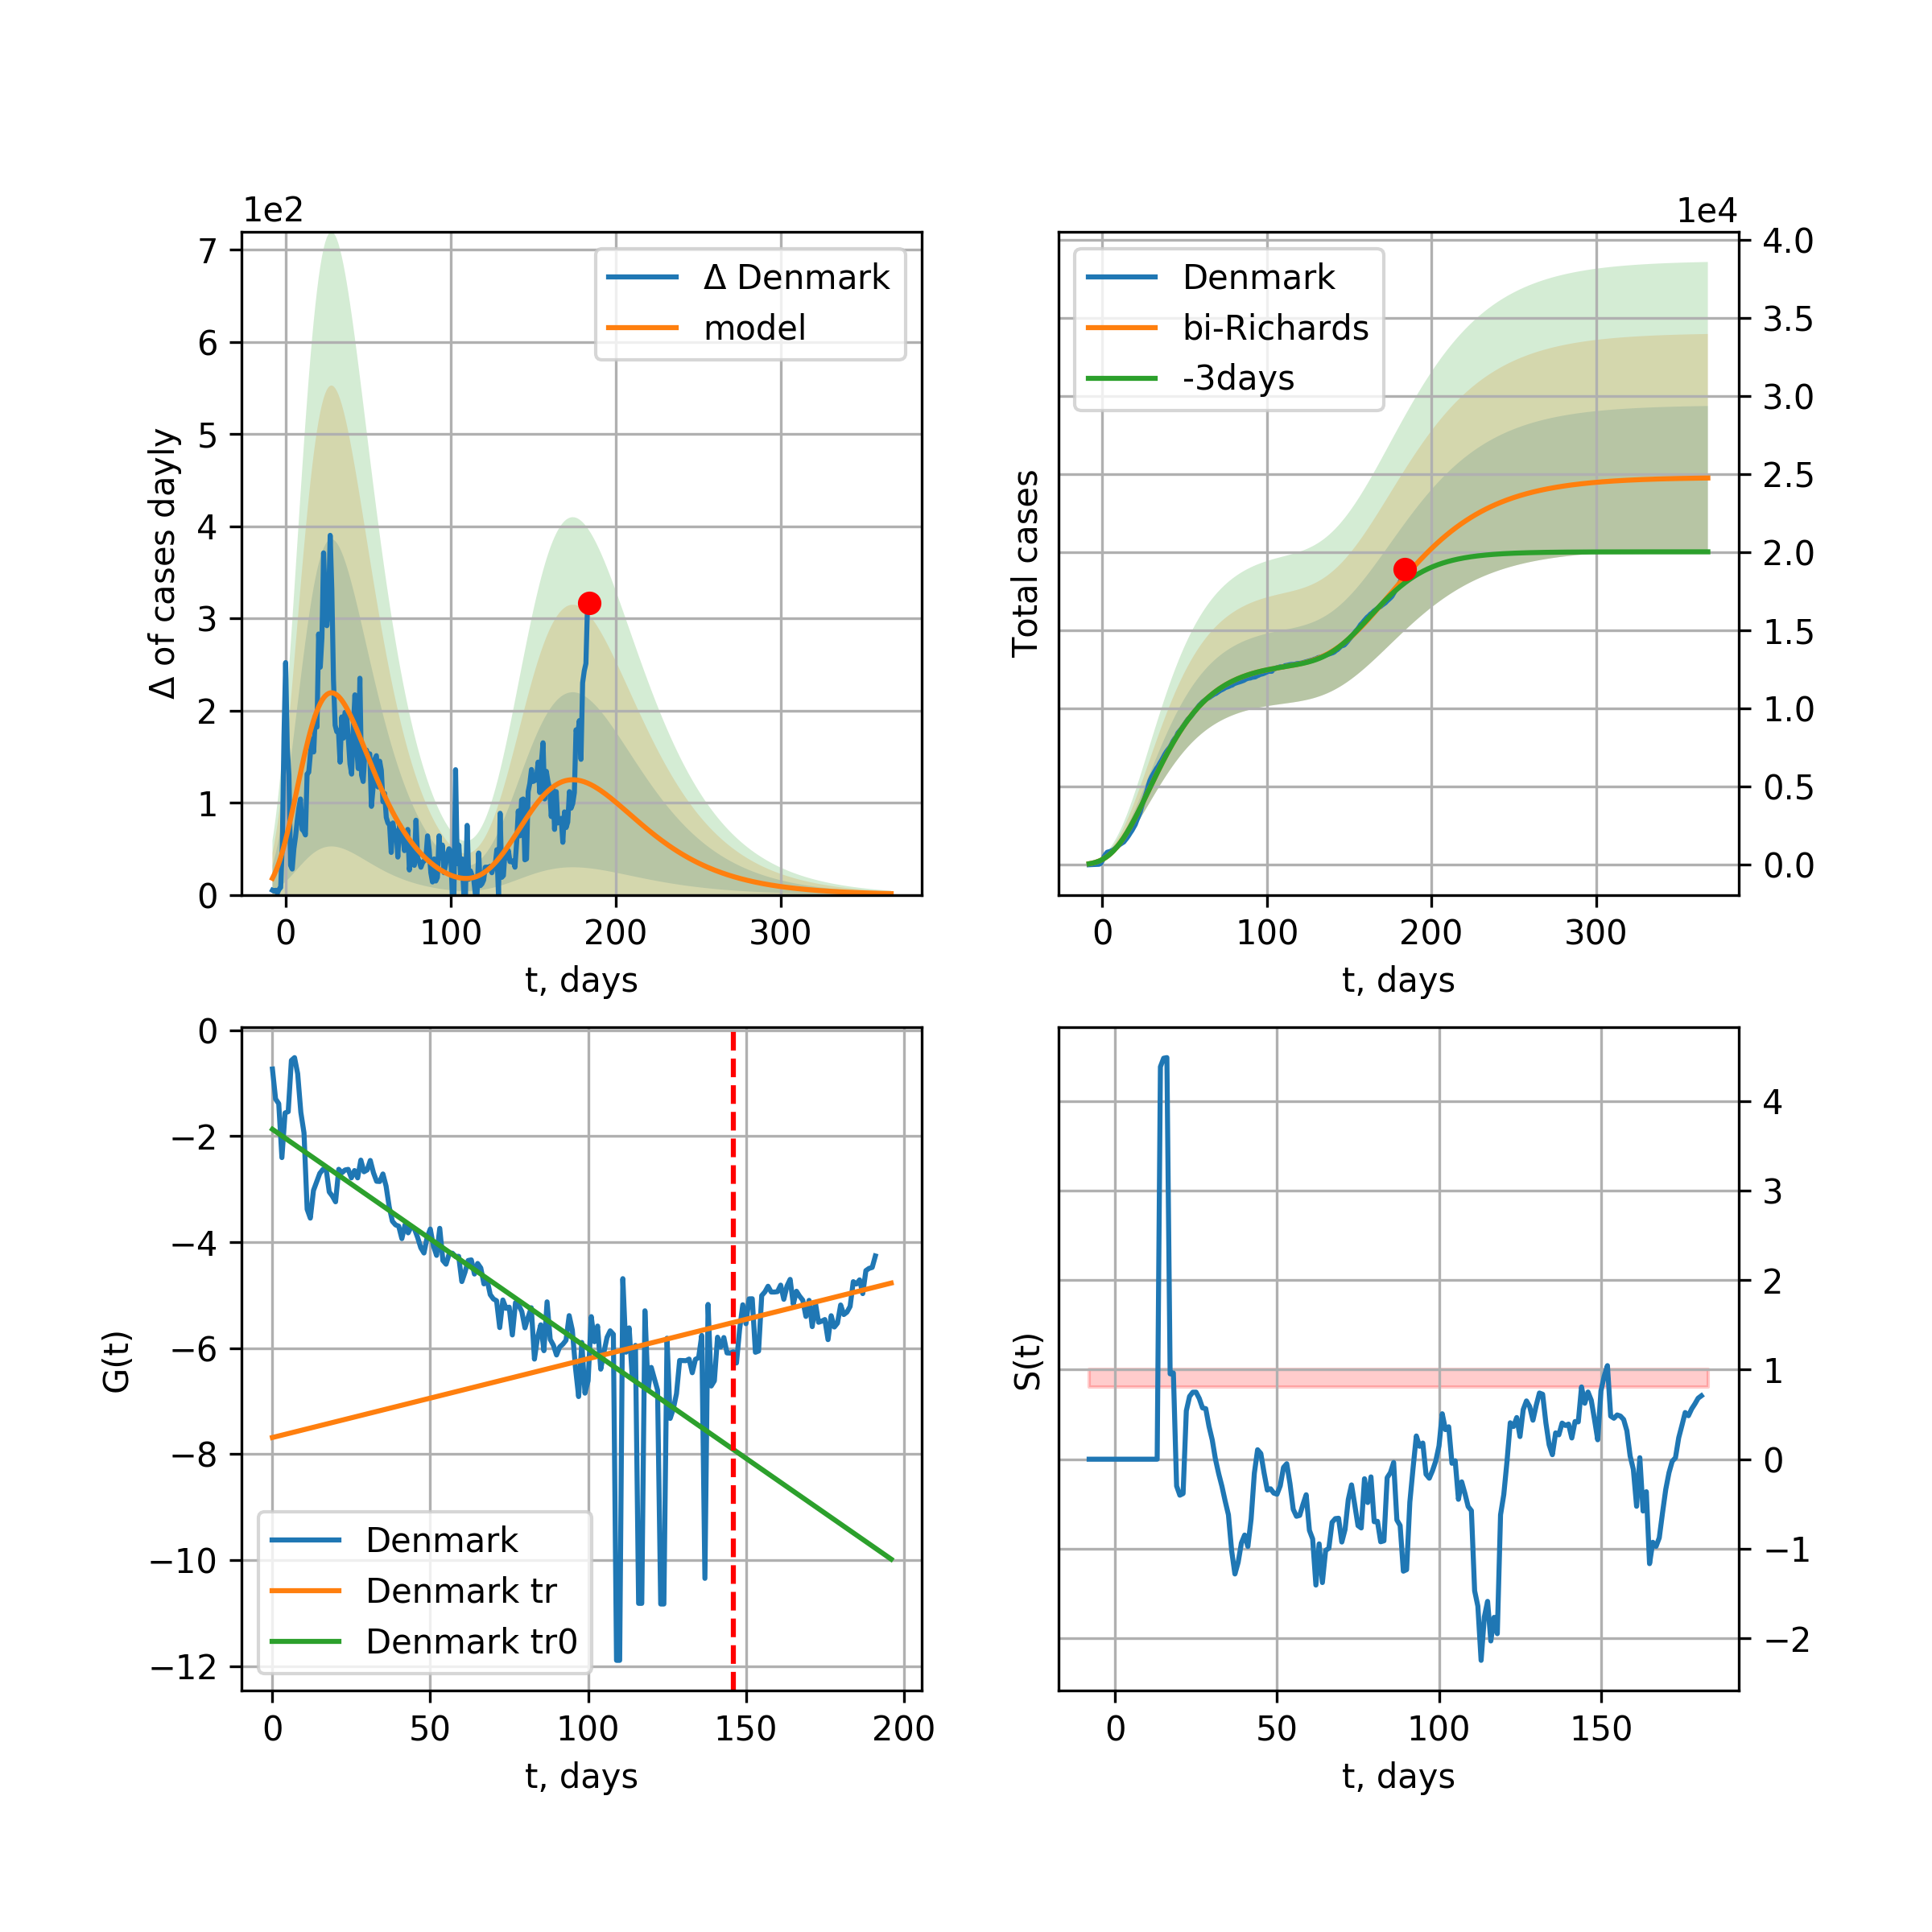 1e2
7
6
5
4
3
2
1
0
Δ of cases dayly
Δ Denmark
model
0 100 200 300
t, days
1e4
4.0
3.5
3.0
2.5
2.0
1.5
1.0
0.5
0.0
Total cases
Denmark
bi-Richards
-3days
0 100 200 300
t, days
0
−2
−4
−6
−8
−10
−12
G(t)
Denmark
Denmark tr
Denmark tr0
0 50 100 150 200
t, days
4
3
2
1
0
−1
−2
S(t)
0 50 100 150
t, days